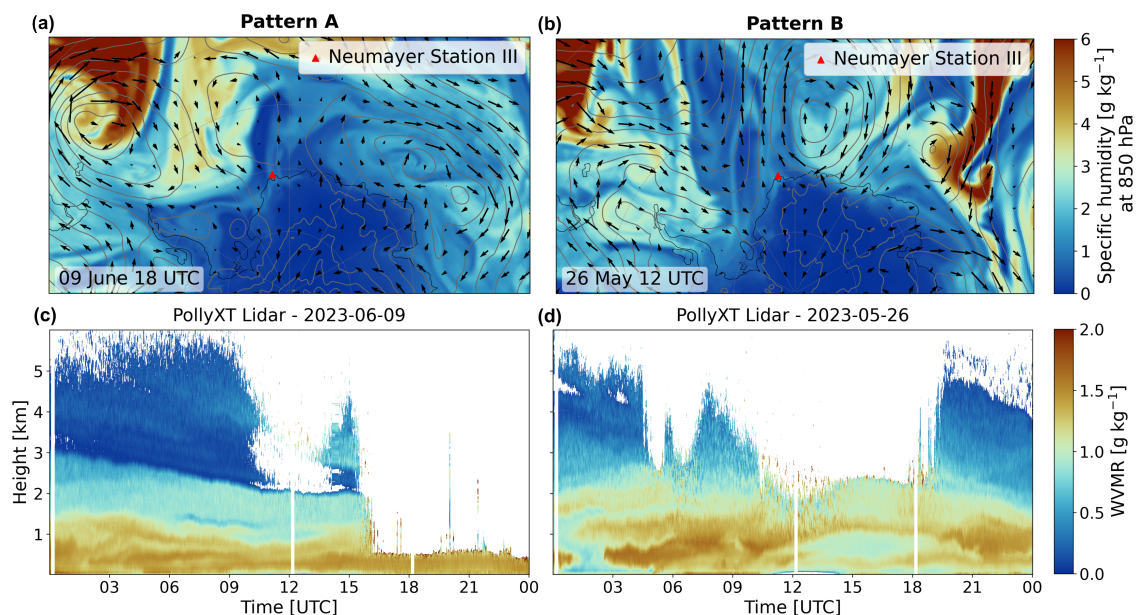 (a)
Pattern A
(b)
Pattern B
Neumayer Station III
Neumayer Station III
09 June 18 UTC
26 May 12 UTC
6
5
4
3
2
1
0
Specific humidity [g kg⁻¹]
at 850 hPa
(c)
PollyXT Lidar - 2023-06-09
(d)
PollyXT Lidar - 2023-05-26
5
4
3
2
1
Height [km]
03 06 09 12 15 18 21 00
Time [UTC]
03 06 09 12 15 18 21 00
Time [UTC]
2.0
1.5
1.0
0.5
0.0
WVMR [g kg⁻¹]